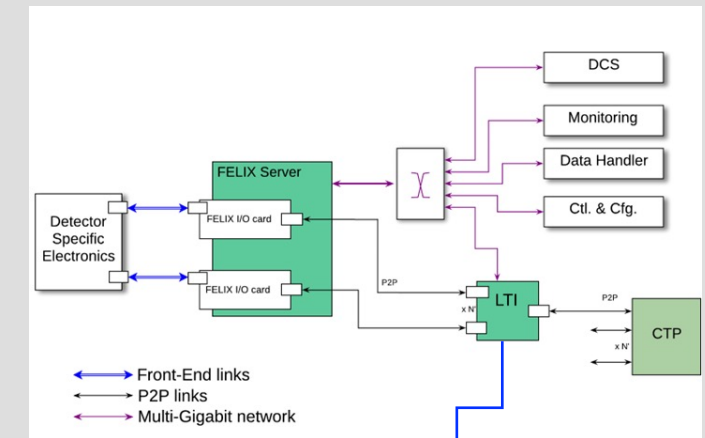 DCS
Monitoring
FELIX Server
Data Handler
Detector
Specific
Electronics
FELIX I/O card
Ctl. & Cfg.
FELIX I/O card
P2P
LTI
x N'
P2P
x N'
CTP
Front-End links
P2P links
Multi-Gigabit network